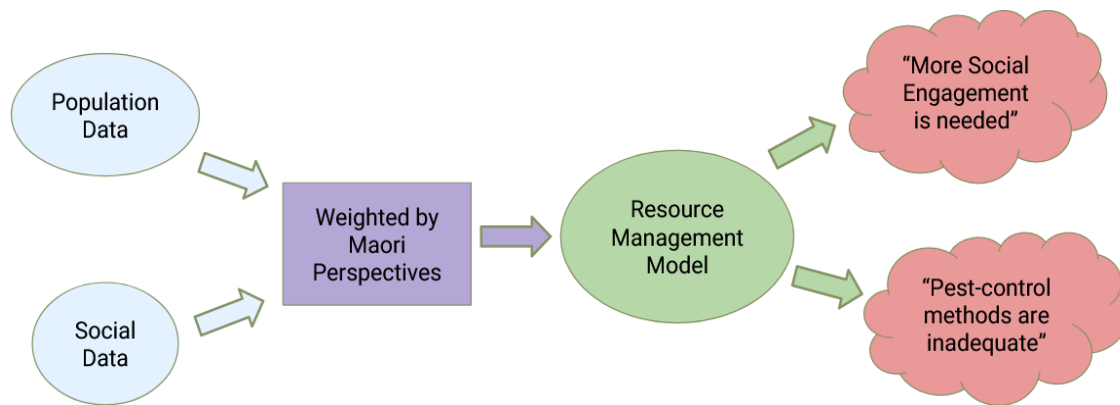 Population
Data
Social
Data
Weighted by
Maori
Perspectives
Resource
Management
Model
“More Social
Engagement
is needed”
“Pest-control
methods are
inadequate”